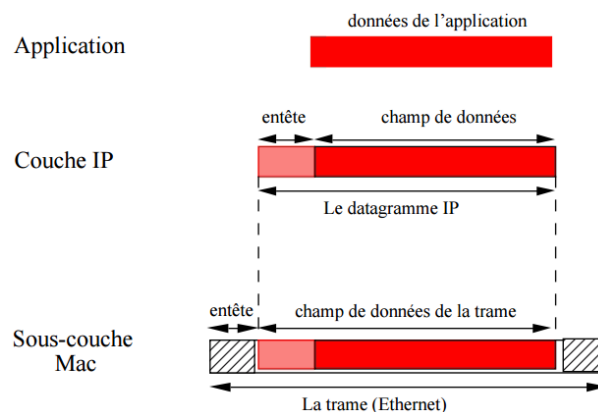 données de l'application
Application
entête
champ de données
Couche IP
Le datagramme IP
entête
champ de données de la trame
Sous-couche
Mac
La trame (Ethernet)